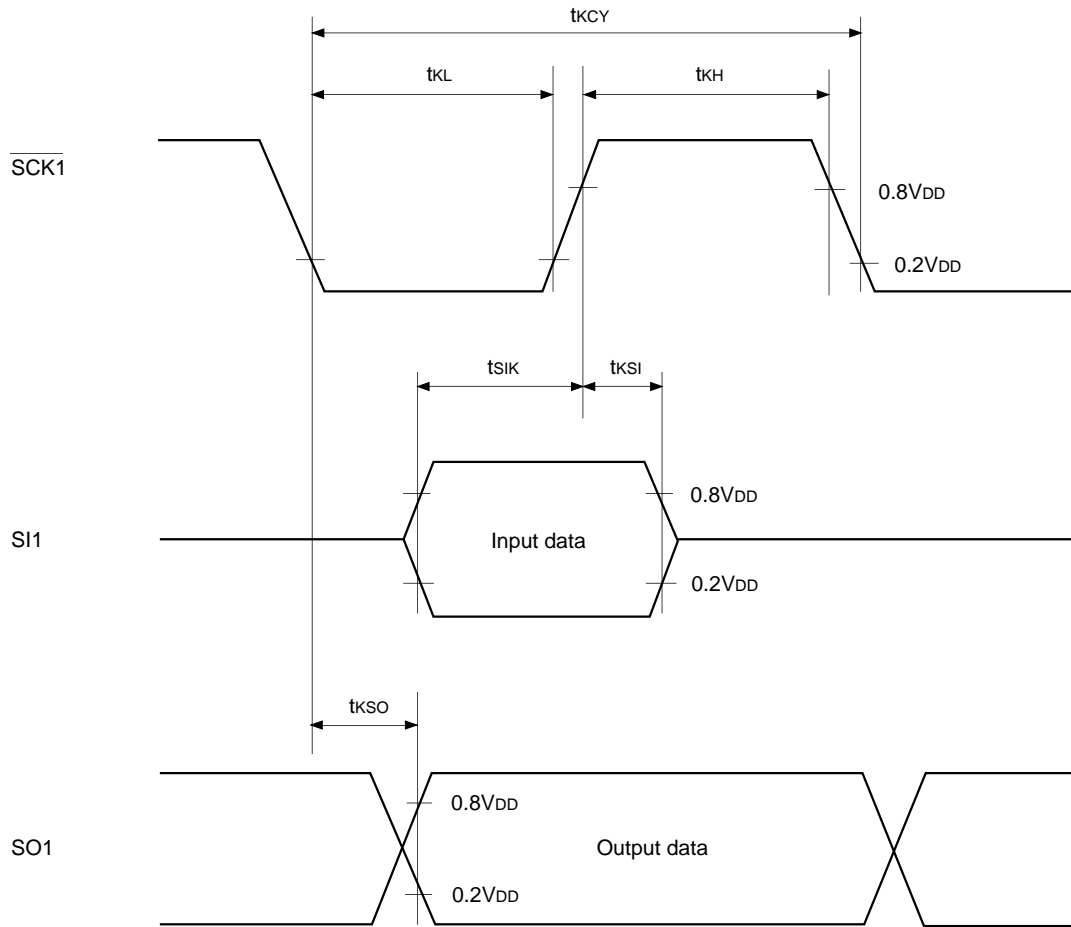 tKCY
tKL
tKH
SCK1
0.8VDD
0.2VDD
tSIK
tKSI
0.8VDD
SI1
Input data
0.2VDD
tKSO
0.8VDD
SO1
Output data
0.2VDD